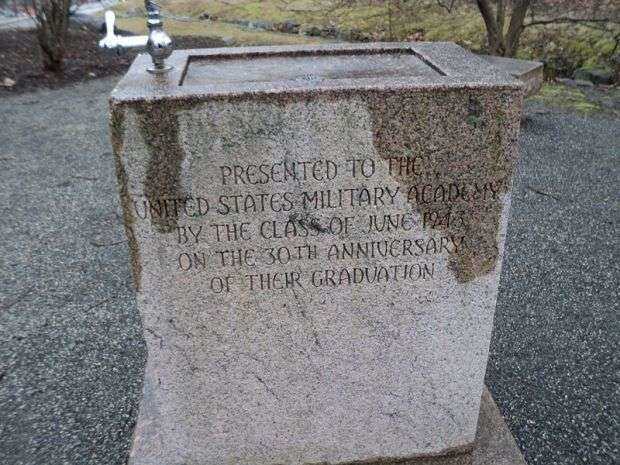 PRESENTED TO THE
UNITED STATES MILITARY ACADEMY
BY THE CLASS OF JUNE 1943
ON THE 30TH ANNIVERSARY
OF THEIR GRADUATION